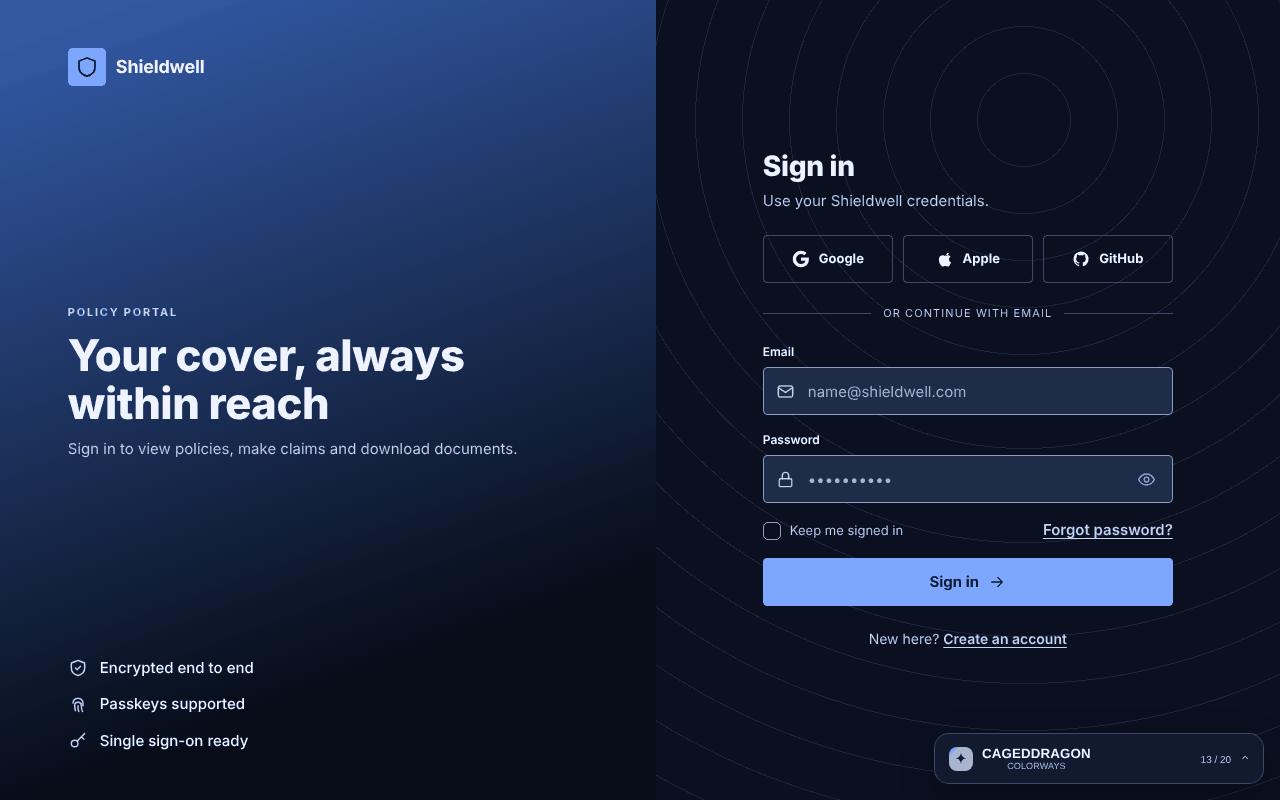 Shieldwell
POLICY PORTAL
Your cover, always
within reach
Sign in to view policies, make claims and download documents.
Encrypted end to end
Passkeys supported
Single sign-on ready
Sign in
Use your Shieldwell credentials.
Google
Apple
GitHub
OR CONTINUE WITH EMAIL
Email
name@shieldwell.com
Password
••••••••••
Keep me signed in
Forgot password?
Sign in
New here? Create an account
CAGEDDRAGON
COLORWAYS
13 / 20